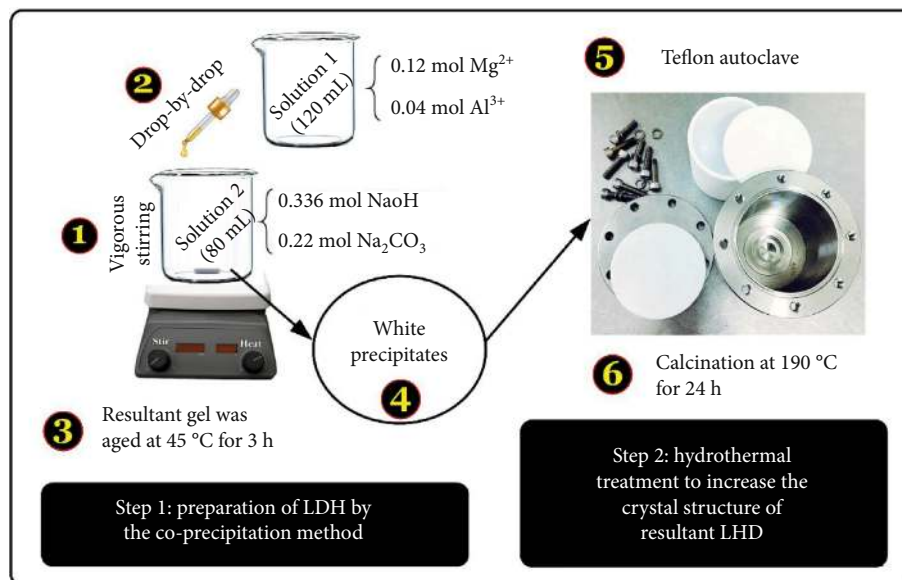 2
Drop-by-drop
Solution 1
(120 mL)
0.12 mol Mg²⁺
0.04 mol Al³⁺
1
Vigorous
stirring
Solution 2
(80 mL)
0.336 mol NaoH
0.22 mol Na₂CO₃
Stir
Heat
White
precipitates
4
3
Resultant gel was
aged at 45 °C for 3 h
Step 1: preparation of LDH by
the co-precipitation method
5
Teflon autoclave
6
Calcination at 190 °C
for 24 h
Step 2: hydrothermal
treatment to increase the
crystal structure of
resultant LHD